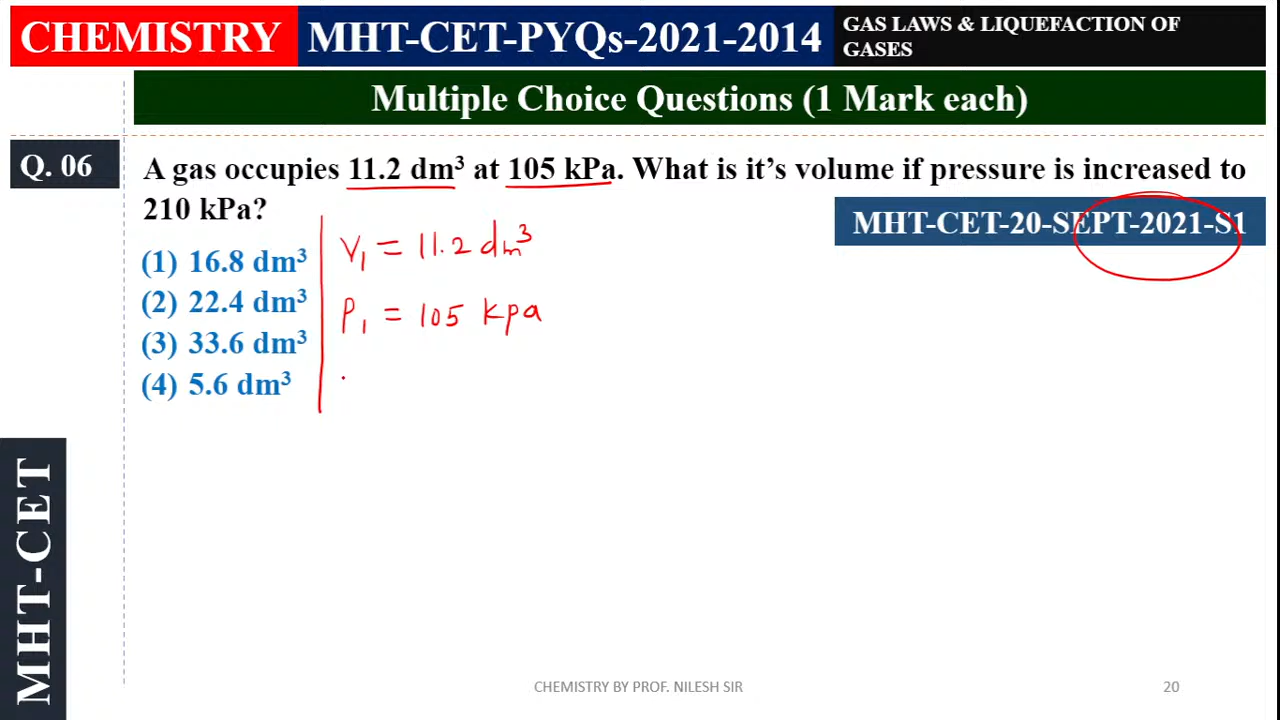 CHEMISTRY MHT-CET-PYQs-2021-2014 GAS LAWS & LIQUEFACTION OF
GASES
Multiple Choice Questions (1 Mark each)
Q. 06
A gas occupies 11.2 dm³ at 105 kPa. What is it’s volume if pressure is increased to
210 kPa?
MHT-CET-20-SEPT-2021-S1
(1) 16.8 dm³
(2) 22.4 dm³
(3) 33.6 dm³
(4) 5.6 dm³
V₁ = 11.2 dm³
P₁ = 105 kpa
MHT-CET
CHEMISTRY BY PROF. NILESH SIR
20